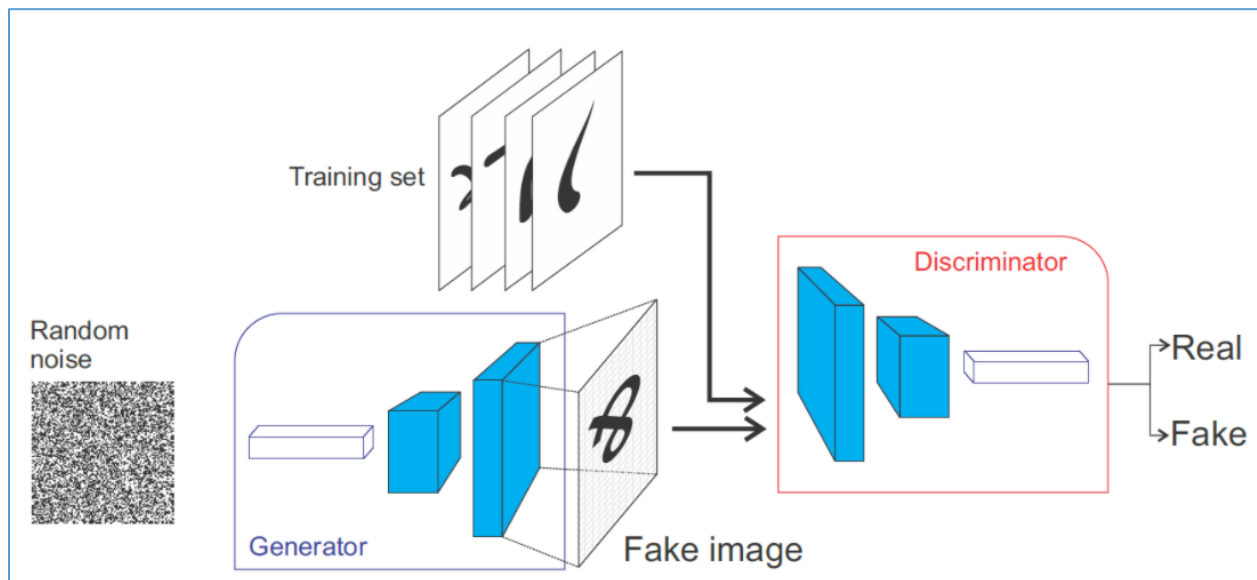 Training set
Discriminator
Random
noise
Real
Fake
Generator
Fake image